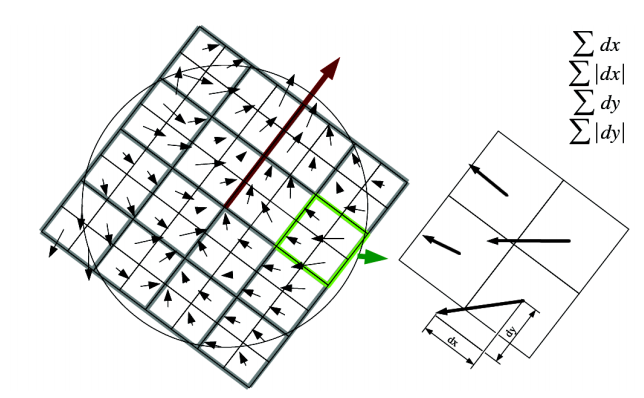 ∑ dx
∑ |dx|
∑ dy
∑ |dy|
dx
dy